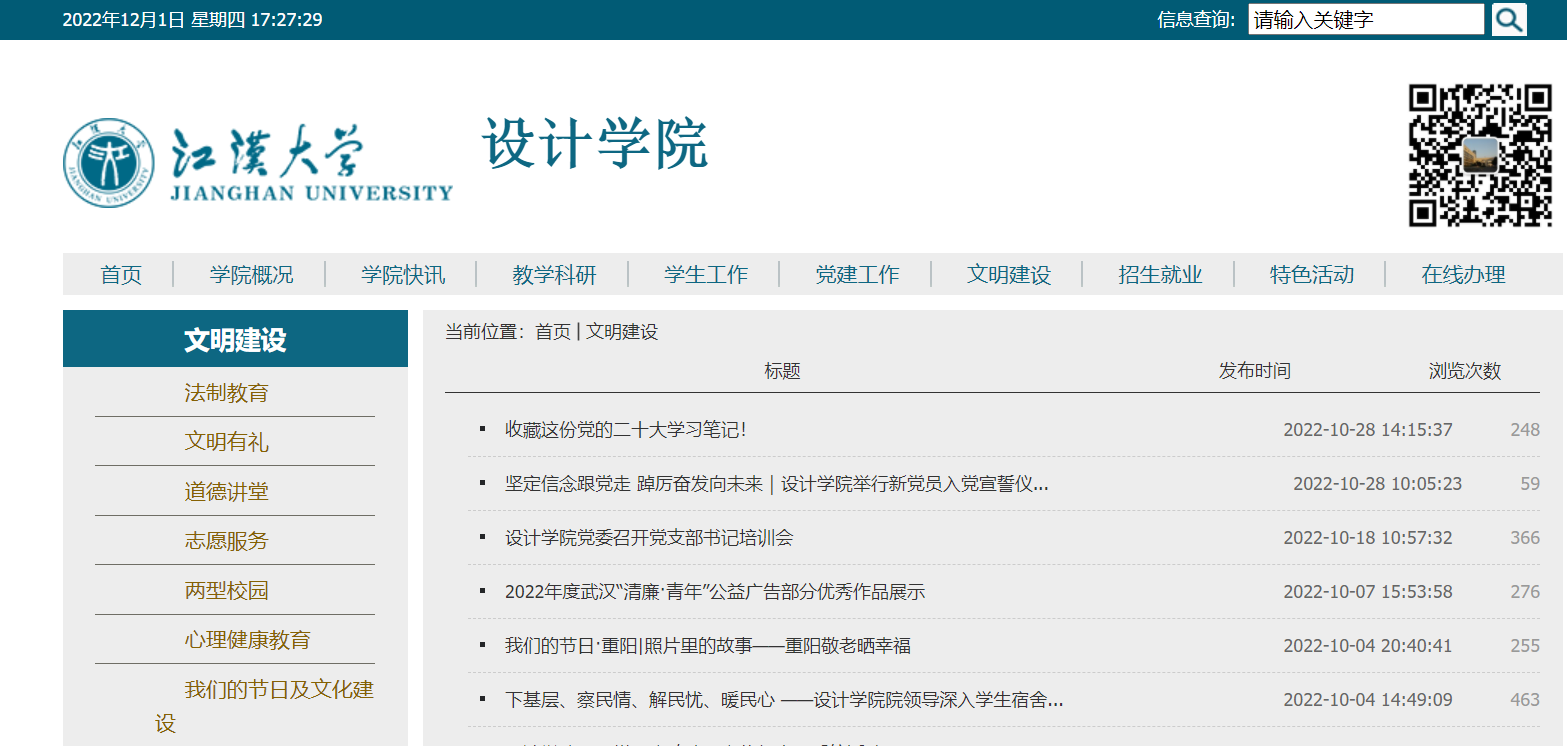 2022年12月1日 星期四 17:27:29
信息查询: 请输入关键字
江漢大学
JIANGHAN UNIVERSITY
设计学院
首页 学院概况 学院快讯 教学科研 学生工作 党建工作 文明建设 招生就业 特色活动 在线办理
文明建设
法制教育
文明有礼
道德讲堂
志愿服务
两型校园
心理健康教育
我们的节日及文化建
设
当前位置：首页 | 文明建设
标题 发布时间 浏览次数
收藏这份党的二十大学习笔记！ 2022-10-28 14:15:37 248
坚定信念跟党走 踔厉奋发向未来 | 设计学院举行新党员入党宣誓仪... 2022-10-28 10:05:23 59
设计学院党委召开党支部书记培训会 2022-10-18 10:57:32 366
2022年度武汉“清廉·青年”公益广告部分优秀作品展示 2022-10-07 15:53:58 276
我们的节日·重阳|照片里的故事——重阳敬老晒幸福 2022-10-04 20:40:41 255
下基层、察民情、解民忧、暖民心 ——设计学院院领导深入学生宿舍... 2022-10-04 14:49:09 463